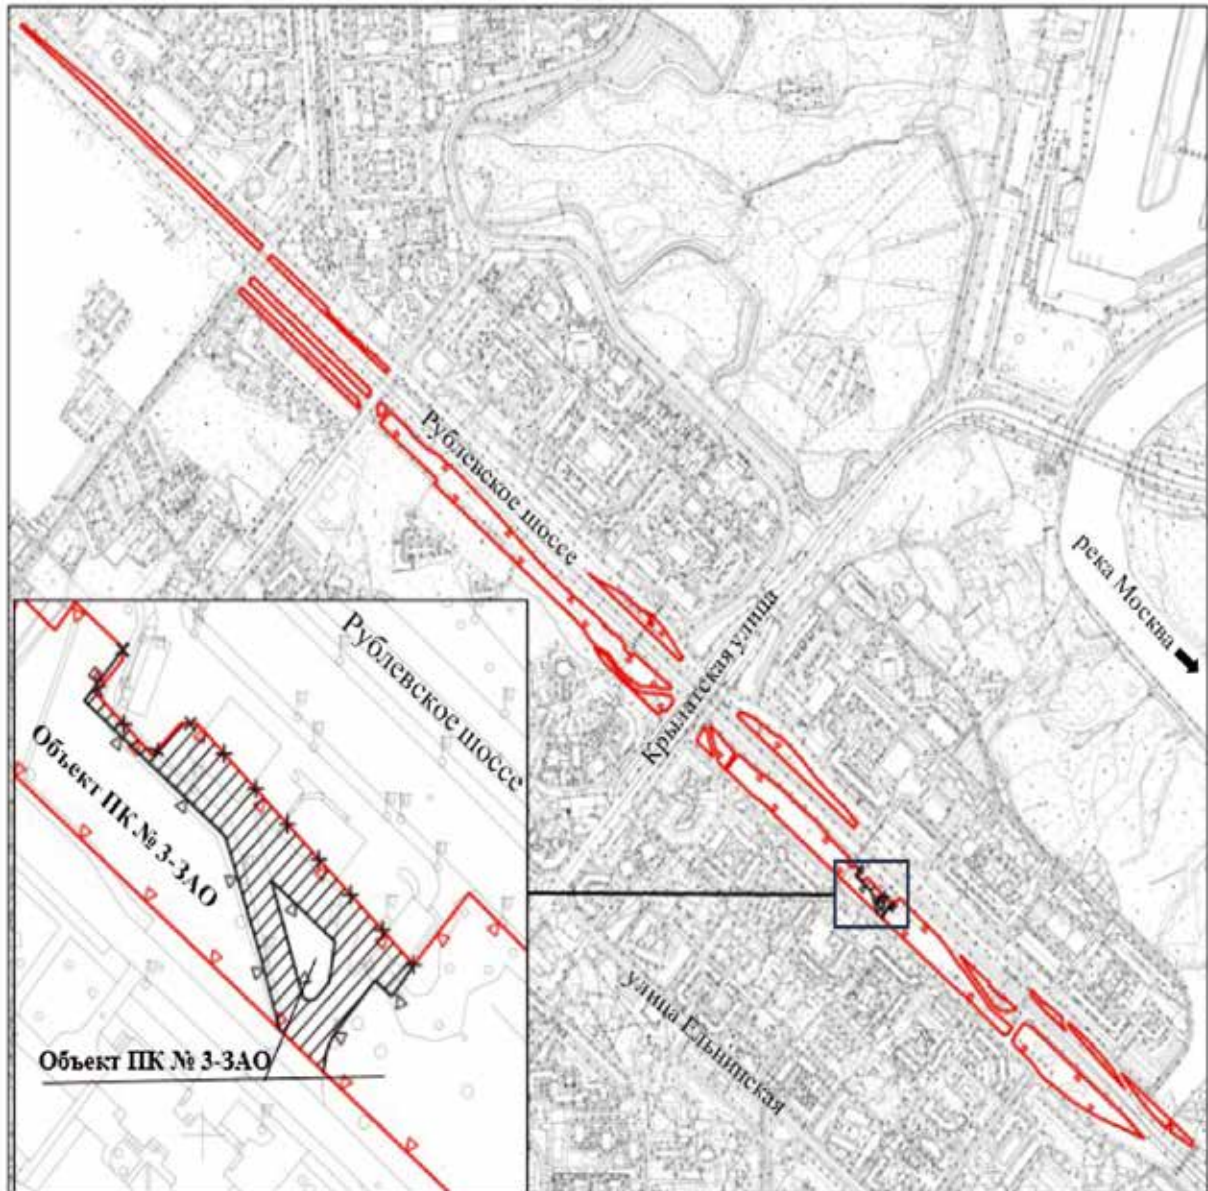 Рублевское шоссе
Крылатская улица
река Москва
улица Ельнинская
Рублевское шоссе
Объект ПК № 3-ЗАО
Объект ПК № 3-ЗАО